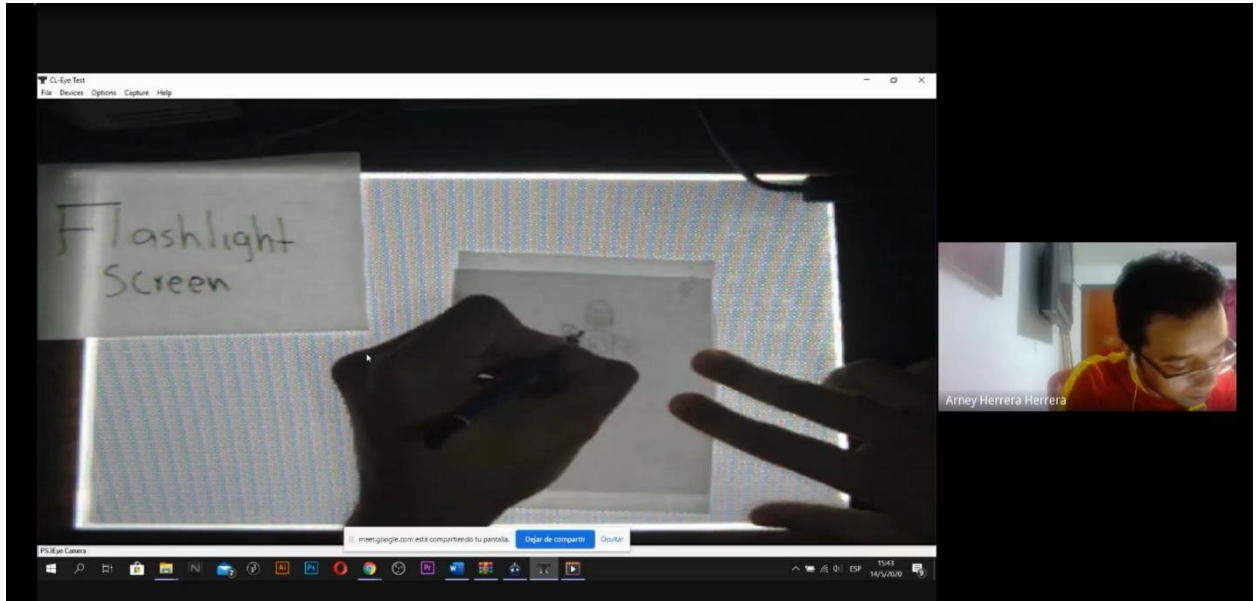 CL-Eye Test
File Devices Options Capture Help
Flashlight
Screen
Arney Herrera Herrera
meet.google.com está compartiendo tu pantalla. Dejar de compartir Ocultar
PS3Eye Camera
ESP
15:43
14/5/2020